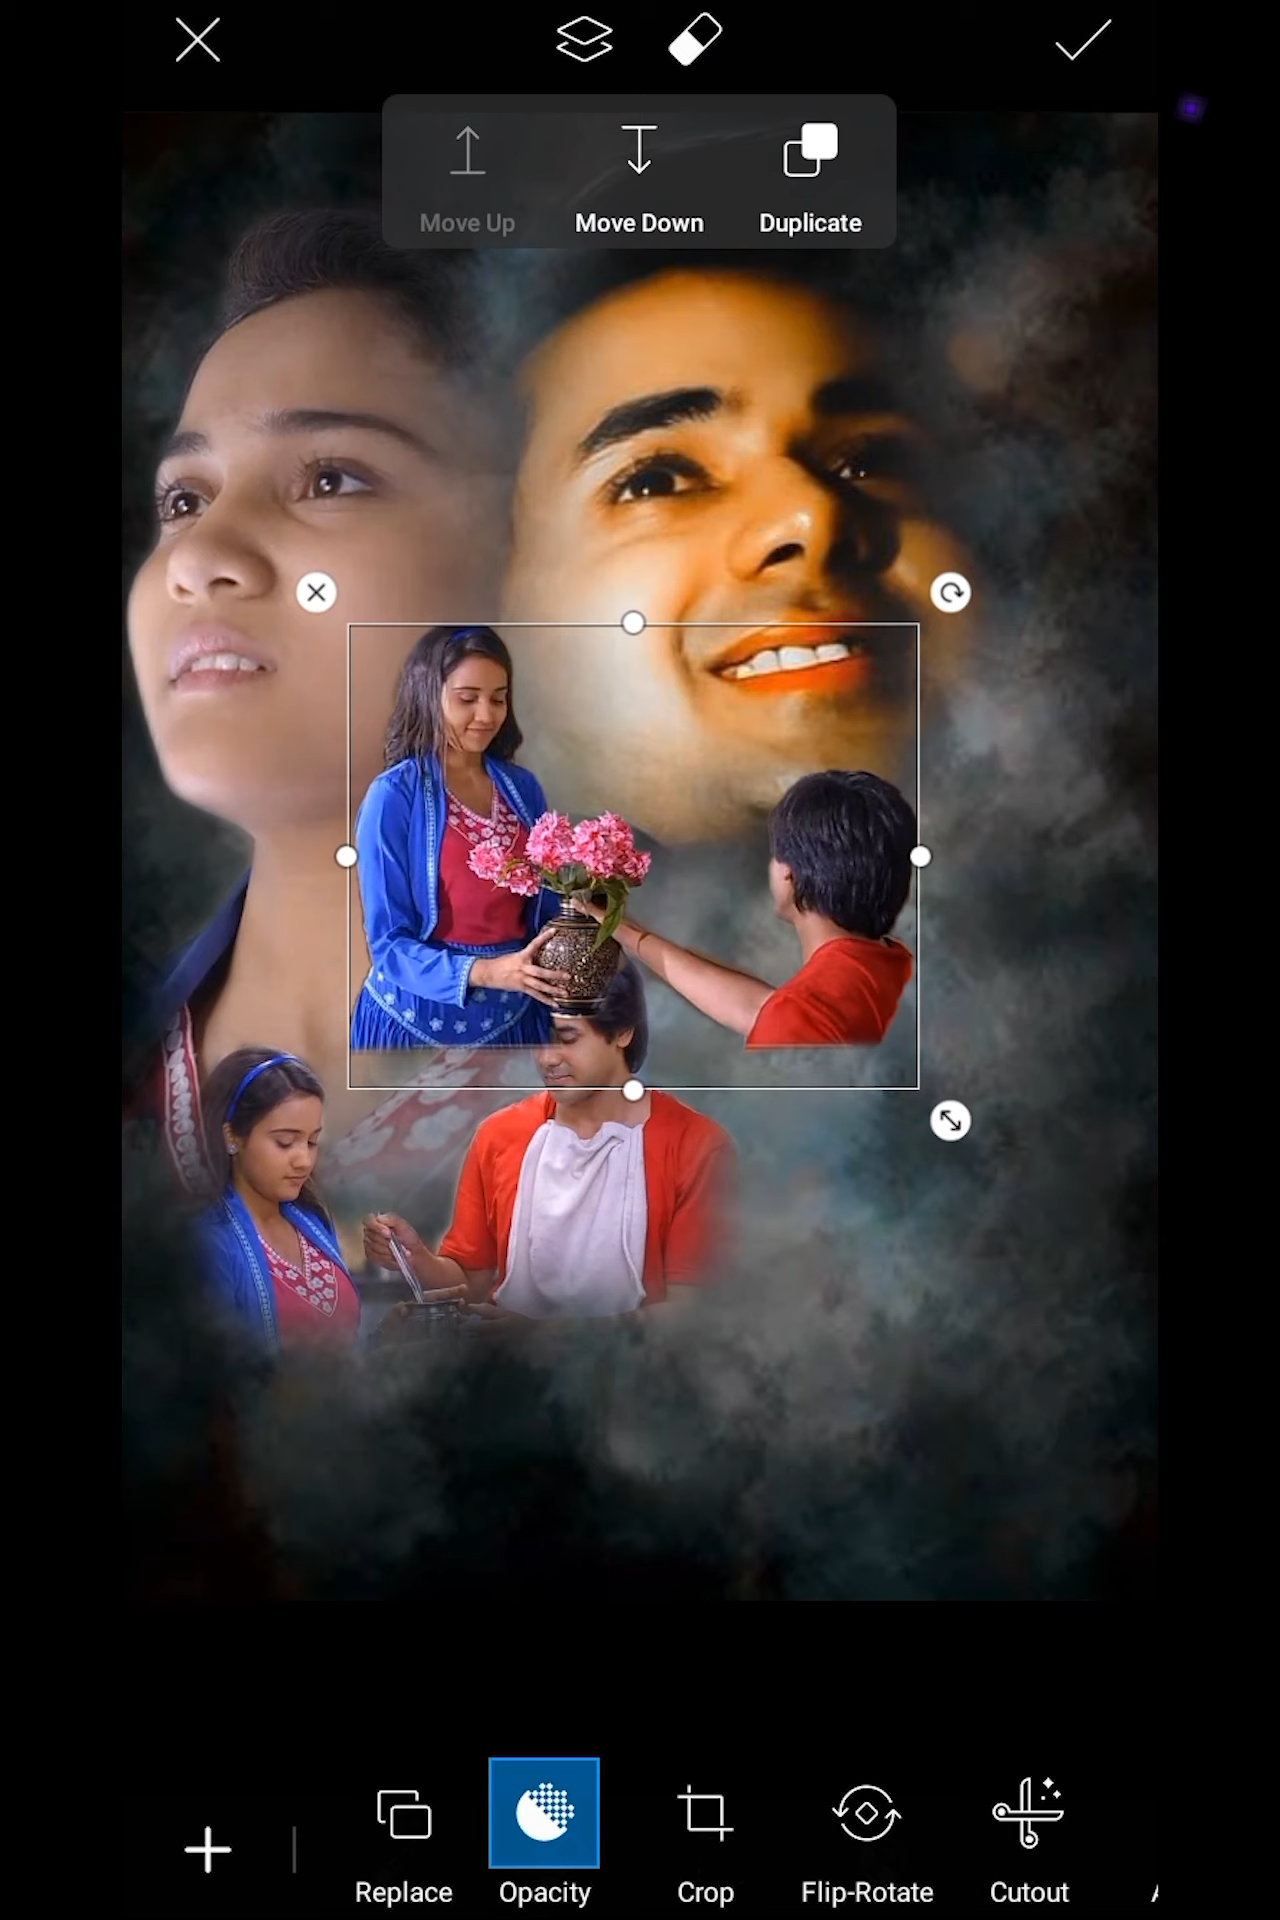 Move Up
Move Down
Duplicate
Replace
Opacity
Crop
Flip-Rotate
Cutout